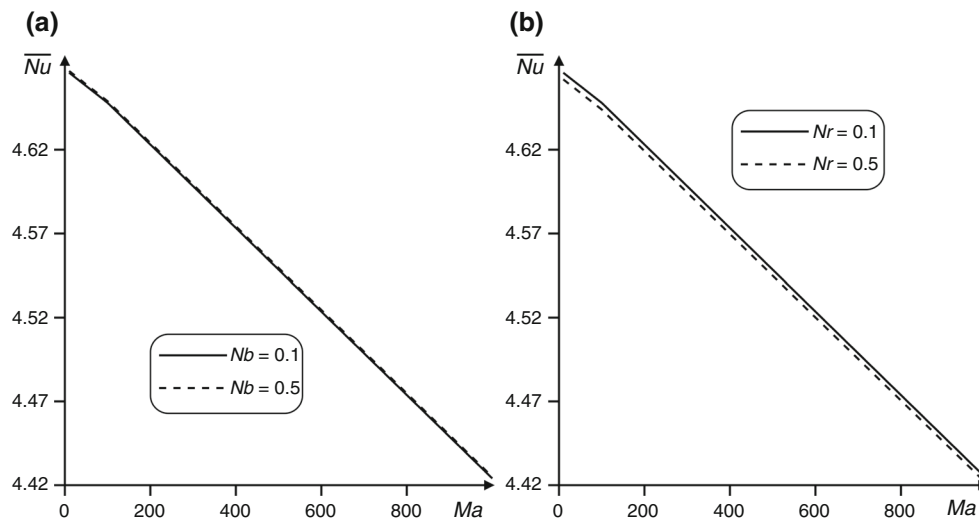 (a)
Nu
4.62
4.57
4.52
4.47
4.42
Nb = 0.1
Nb = 0.5
0 200 400 600 800 Ma
(b)
Nu
4.62
4.57
4.52
4.47
4.42
Nr = 0.1
Nr = 0.5
0 200 400 600 800 Ma